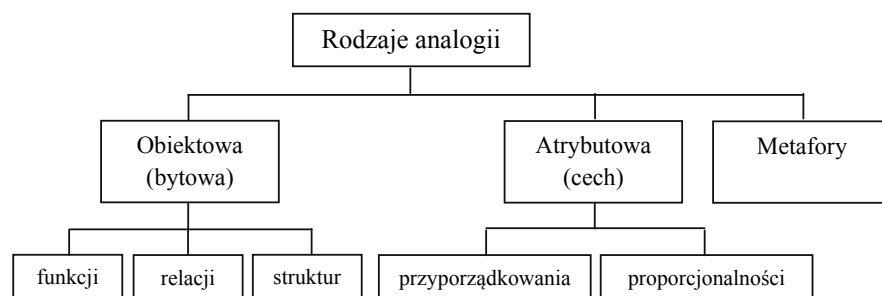 Rodzaje analogii
Obiektowa
(bytowa)
Atrybutowa
(cech)
Metafory
funkcji
relacji
struktur
przyporządkowania
proporcjonalności